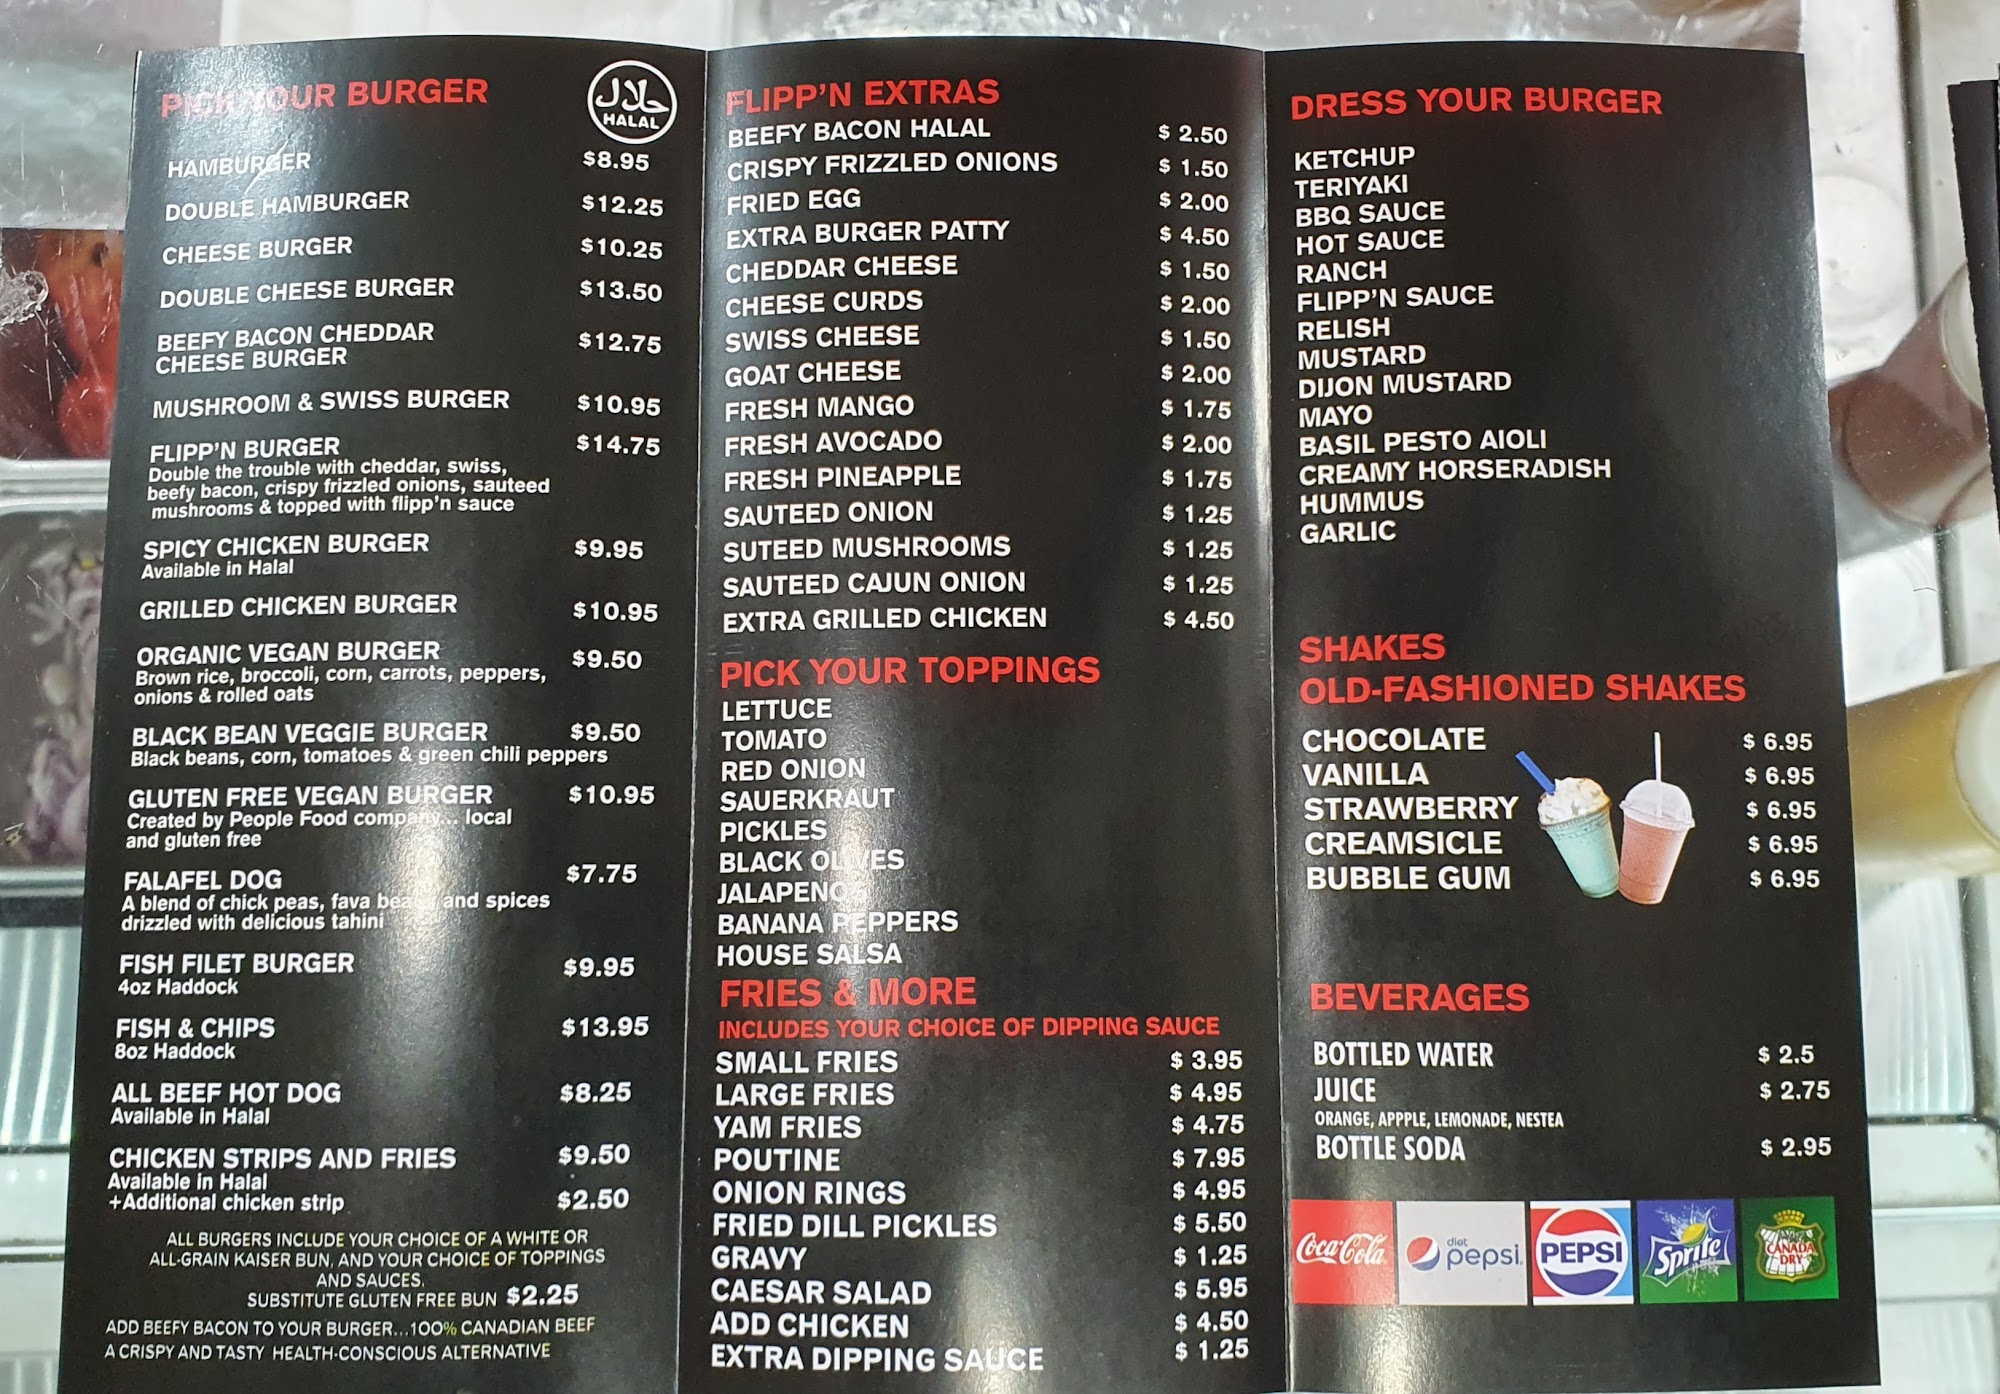 PICK YOUR BURGER
حلال
HALAL
HAMBURGER $8.95
DOUBLE HAMBURGER $12.25
CHEESE BURGER $10.25
DOUBLE CHEESE BURGER $13.50
BEEFY BACON CHEDDAR
CHEESE BURGER $12.75
MUSHROOM & SWISS BURGER $10.95
FLIPP'N BURGER $14.75
Double the trouble with cheddar, swiss,
beefy bacon, crispy frizzled onions, sauteed
mushrooms & topped with flipp'n sauce
SPICY CHICKEN BURGER $9.95
Available in Halal
GRILLED CHICKEN BURGER $10.95
ORGANIC VEGAN BURGER $9.50
Brown rice, broccoli, corn, carrots, peppers,
onions & rolled oats
BLACK BEAN VEGGIE BURGER $9.50
Black beans, corn, tomatoes & green chili peppers
GLUTEN FREE VEGAN BURGER $10.95
Created by People Food company... local
and gluten free
FALAFEL DOG $7.75
A blend of chick peas, fava beans and spices
drizzled with delicious tahini
FISH FILET BURGER $9.95
4oz Haddock
FISH & CHIPS $13.95
8oz Haddock
ALL BEEF HOT DOG $8.25
Available in Halal
CHICKEN STRIPS AND FRIES $9.50
Available in Halal
+Additional chicken strip $2.50
ALL BURGERS INCLUDE YOUR CHOICE OF A WHITE OR
ALL-GRAIN KAISER BUN, AND YOUR CHOICE OF TOPPINGS
AND SAUCES.
SUBSTITUTE GLUTEN FREE BUN $2.25
ADD BEEFY BACON TO YOUR BURGER...100% CANADIAN BEEF
A CRISPY AND TASTY HEALTH-CONSCIOUS ALTERNATIVE
FLIPP'N EXTRAS
BEEFY BACON HALAL $ 2.50
CRISPY FRIZZLED ONIONS $ 1.50
FRIED EGG $ 2.00
EXTRA BURGER PATTY $ 4.50
CHEDDAR CHEESE $ 1.50
CHEESE CURDS $ 2.00
SWISS CHEESE $ 1.50
GOAT CHEESE $ 2.00
FRESH MANGO $ 1.75
FRESH AVOCADO $ 2.00
FRESH PINEAPPLE $ 1.75
SAUTEED ONION $ 1.25
SUTEED MUSHROOMS $ 1.25
SAUTEED CAJUN ONION $ 1.25
EXTRA GRILLED CHICKEN $ 4.50
PICK YOUR TOPPINGS
LETTUCE
TOMATO
RED ONION
SAUERKRAUT
PICKLES
BLACK OLIVES
JALAPENOS
BANANA PEPPERS
HOUSE SALSA
FRIES & MORE
INCLUDES YOUR CHOICE OF DIPPING SAUCE
SMALL FRIES $ 3.95
LARGE FRIES $ 4.95
YAM FRIES $ 4.75
POUTINE $ 7.95
ONION RINGS $ 4.95
FRIED DILL PICKLES $ 5.50
GRAVY $ 1.25
CAESAR SALAD $ 5.95
ADD CHICKEN $ 4.50
EXTRA DIPPING SAUCE $ 1.25
DRESS YOUR BURGER
KETCHUP
TERIYAKI
BBQ SAUCE
HOT SAUCE
RANCH
FLIPP'N SAUCE
RELISH
MUSTARD
DIJON MUSTARD
MAYO
BASIL PESTO AIOLI
CREAMY HORSERADISH
HUMMUS
GARLIC
SHAKES
OLD-FASHIONED SHAKES
CHOCOLATE $ 6.95
VANILLA $ 6.95
STRAWBERRY $ 6.95
CREAMSICLE $ 6.95
BUBBLE GUM $ 6.95
BEVERAGES
BOTTLED WATER $ 2.5
JUICE $ 2.75
ORANGE, APPPLE, LEMONADE, NESTEA
BOTTLE SODA $ 2.95
Coca-Cola
diet
pepsi.
PEPSI
Sprite
CANADA
DRY